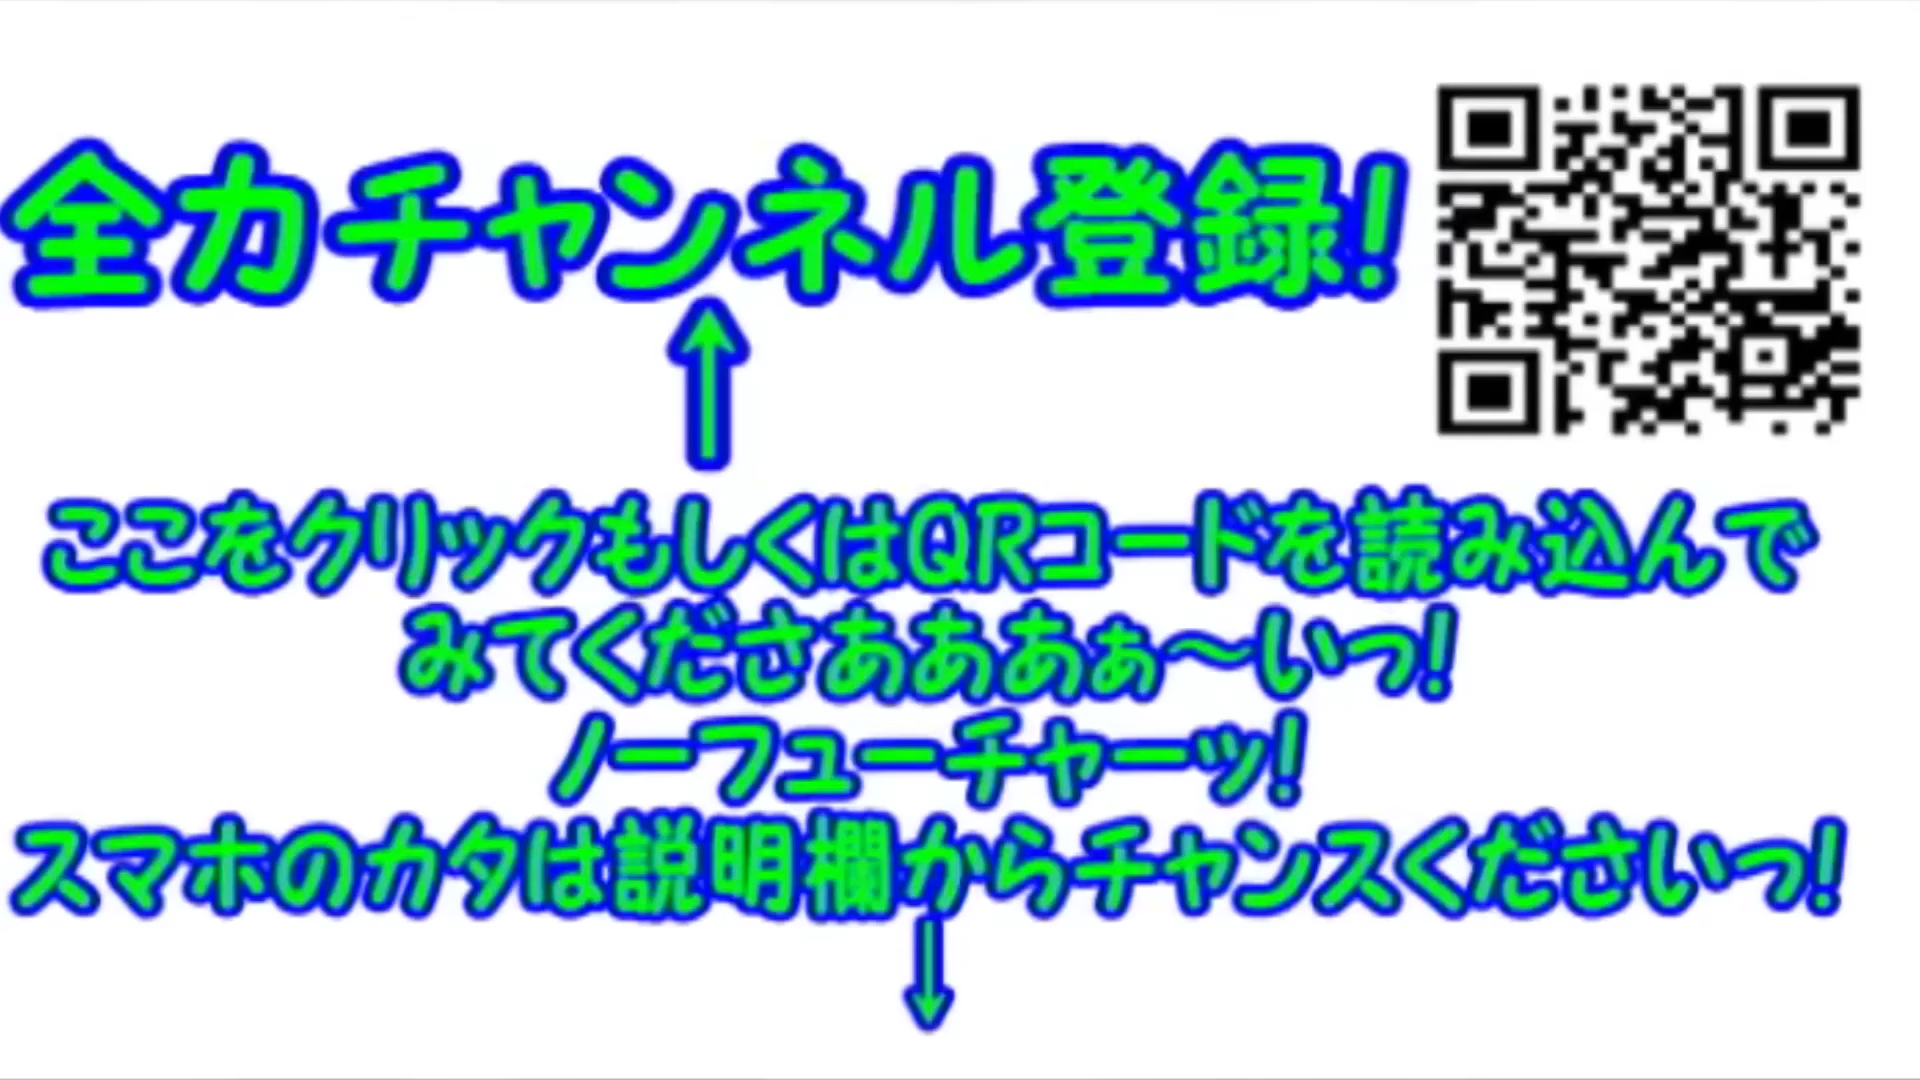 全力チャンネル登録!
↑
ここをクリックもしくはQRコードを読み込んで
みてくださあああぁ～いっ!
ノーフューチャーッ!
スマホのカタは説明欄からチャンスくださいっ!
↓